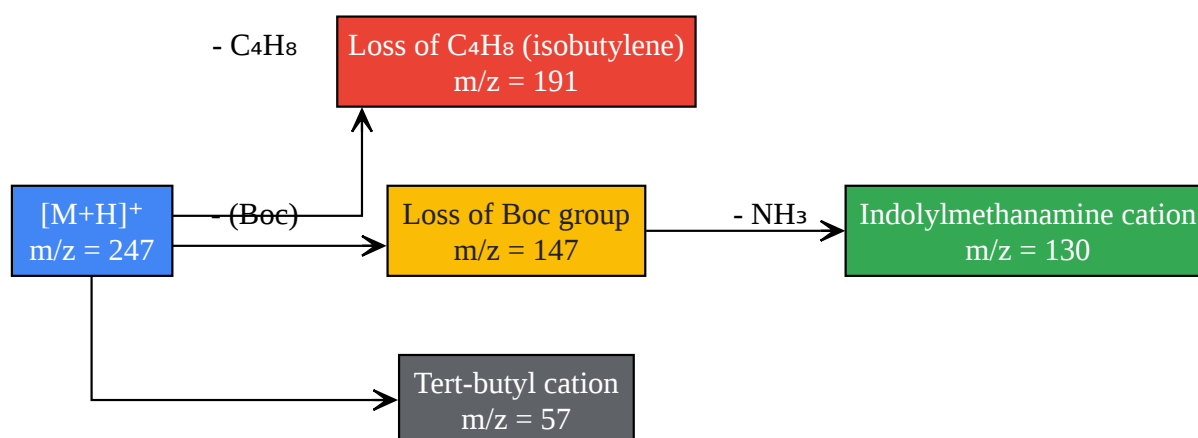 - C₄H₈
Loss of C₄H₈ (isobutylene)
m/z = 191
[M+H]⁺
m/z = 247
- (Boc)
Loss of Boc group
m/z = 147
- NH₃
Indolylmethanamine cation
m/z = 130
Tert-butyl cation
m/z = 57